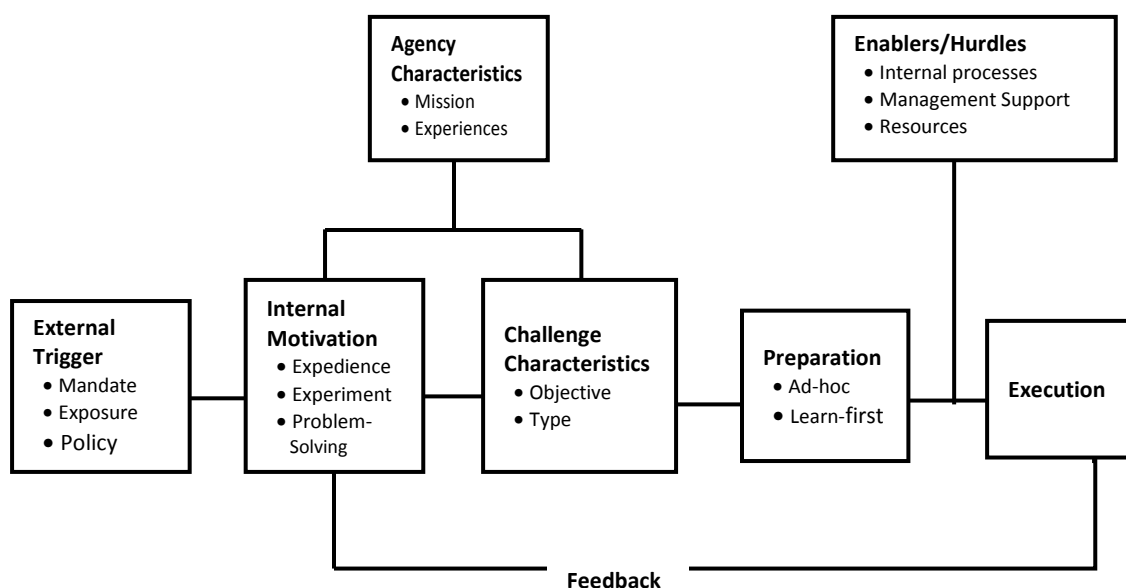 Agency
Characteristics
• Mission
• Experiences
Enablers/Hurdles
• Internal processes
• Management Support
• Resources
External
Trigger
• Mandate
• Exposure
• Policy
Internal
Motivation
• Expedience
• Experiment
• Problem-
Solving
Challenge
Characteristics
• Objective
• Type
Preparation
• Ad-hoc
• Learn-first
Execution
Feedback